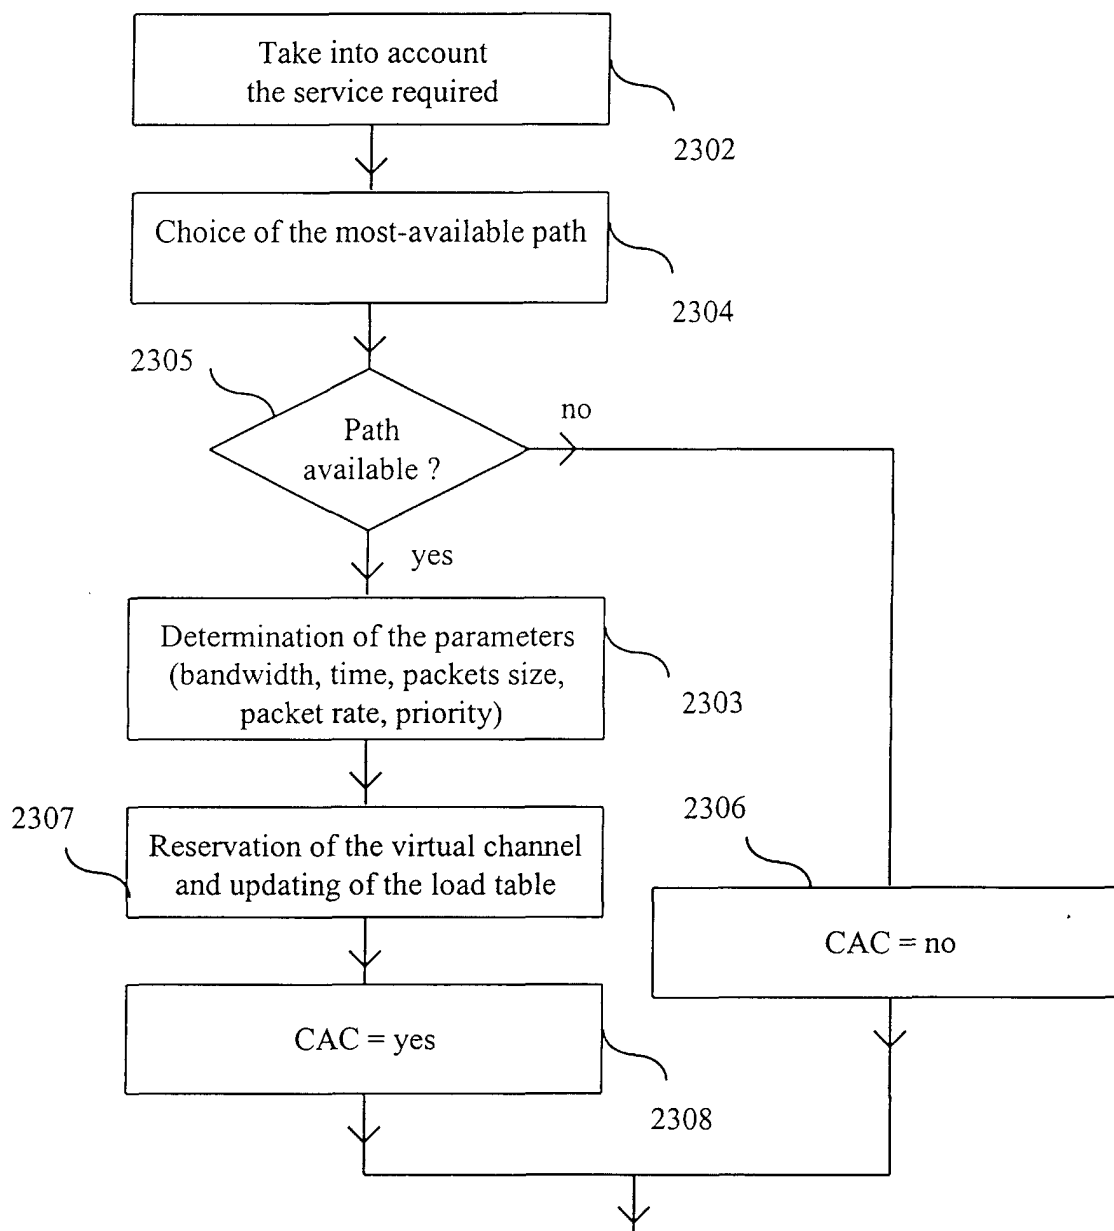 Take into account
the service required
2302
Choice of the most-available path
2304
2305
Path
available ?
no
yes
Determination of the parameters
(bandwidth, time, packets size,
packet rate, priority)
2303
2307
Reservation of the virtual channel
and updating of the load table
2306
CAC = no
CAC = yes
2308